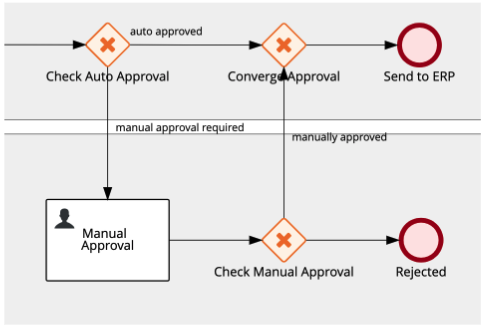 auto approved
Check Auto Approval
Converge Approval
Send to ERP
manual approval required
manually approved
Manual
Approval
Check Manual Approval
Rejected